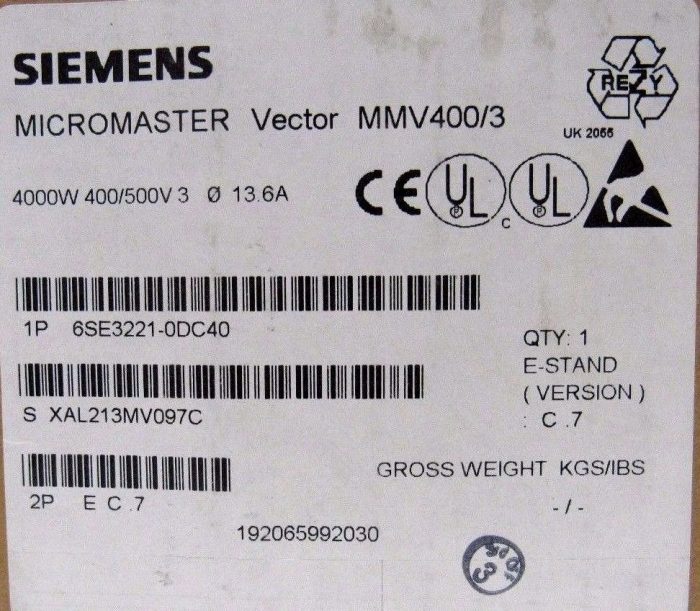 SIEMENS
MICROMASTER Vector MMV400/3
REZY
UK 2055
4000W 400/500V 3 Ø 13.6A
CE UL c UL
1P 6SE3221-0DC40
QTY: 1
E-STAND
( VERSION )
: C .7
S XAL213MV097C
GROSS WEIGHT KGS/IBS
- / -
2P E C .7
192065992030